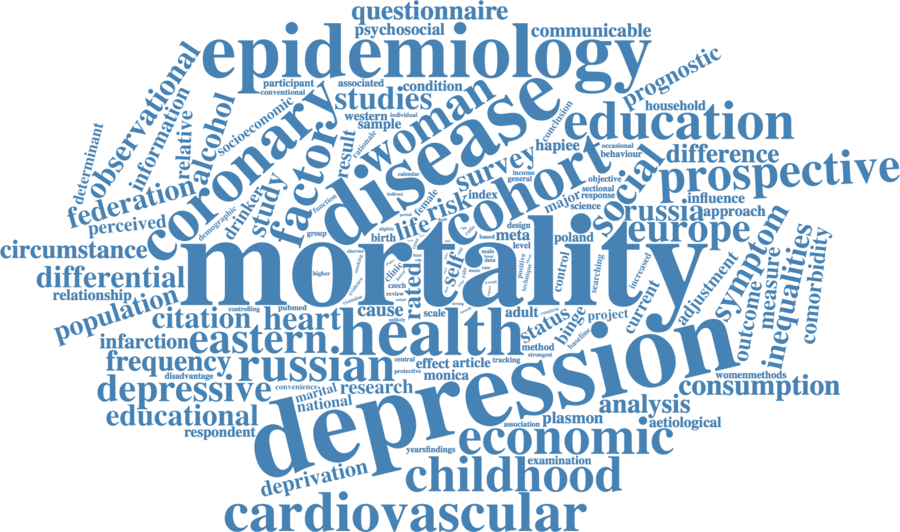 questionnaire
psychosocial
communicable
epidemiology
participant
associated
condition
conventional
prognostic
observational
information
determinant
relative
alcohol
socioeconomic
studies
western
individual
sample
rationale
woman
disease
conclusion
household
education
hapiee
occasional
behaviour
difference
prospective
coronary
factor
result
survey
calendar
income
general
objective
sectional
response
science
social
influence
federation
perceived
demographic
drinker
study
function
life
risk
female
index
cohort
major
russia
approach
europe
circumstance
differential
relationship
population
group
birth
meta
design
level
based
poland
mortality
higher
clinic
czech
review
rated
self
positive
technique
control
searching
increased
current
adjustment
symptom
outcome
measure
inequalities
comorbidity
citation
controlling
pubmed
heart
cause
scale
adult
status
binge
project
baseline
infarction
eastern
health
method
strongest
frequency
disadvantage
russian
central
protective
effect
article
tracking
monica
depression
womenmethods
consumption
depressive
convenience
marital
national
research
analysis
educational
respondent
association
plasmon
aetiological
economic
yearsfindings
examination
deprivation
childhood
cardiovascular